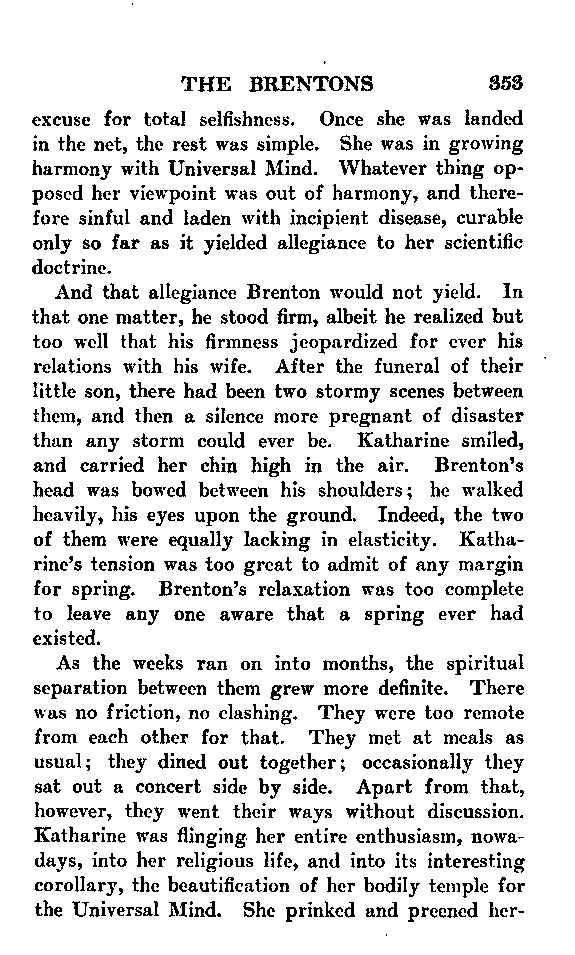 THE BRENTONS 353
excuse for total selfishness. Once she was landed
in the net, the rest was simple. She was in growing
harmony with Universal Mind. Whatever thing op-
posed her viewpoint was out of harmony, and there-
fore sinful and laden with incipient disease, curable
only so far as it yielded allegiance to her scientific
doctrine.
And that allegiance Brenton would not yield. In
that one matter, he stood firm, albeit he realized but
too well that his firmness jeopardized for ever his
relations with his wife. After the funeral of their
little son, there had been two stormy scenes between
them, and then a silence more pregnant of disaster
than any storm could ever be. Katharine smiled,
and carried her chin high in the air. Brenton's
head was bowed between his shoulders; he walked
heavily, his eyes upon the ground. Indeed, the two
of them were equally lacking in elasticity. Katha-
rine's tension was too great to admit of any margin
for spring. Brenton's relaxation was too complete
to leave any one aware that a spring ever had
existed.
As the weeks ran on into months, the spiritual
separation between them grew more definite. There
was no friction, no clashing. They were too remote
from each other for that. They met at meals as
usual; they dined out together; occasionally they
sat out a concert side by side. Apart from that,
however, they went their ways without discussion.
Katharine was flinging her entire enthusiasm, nowa-
days, into her religious life, and into its interesting
corollary, the beautification of her bodily temple for
the Universal Mind. She prinked and preened her-